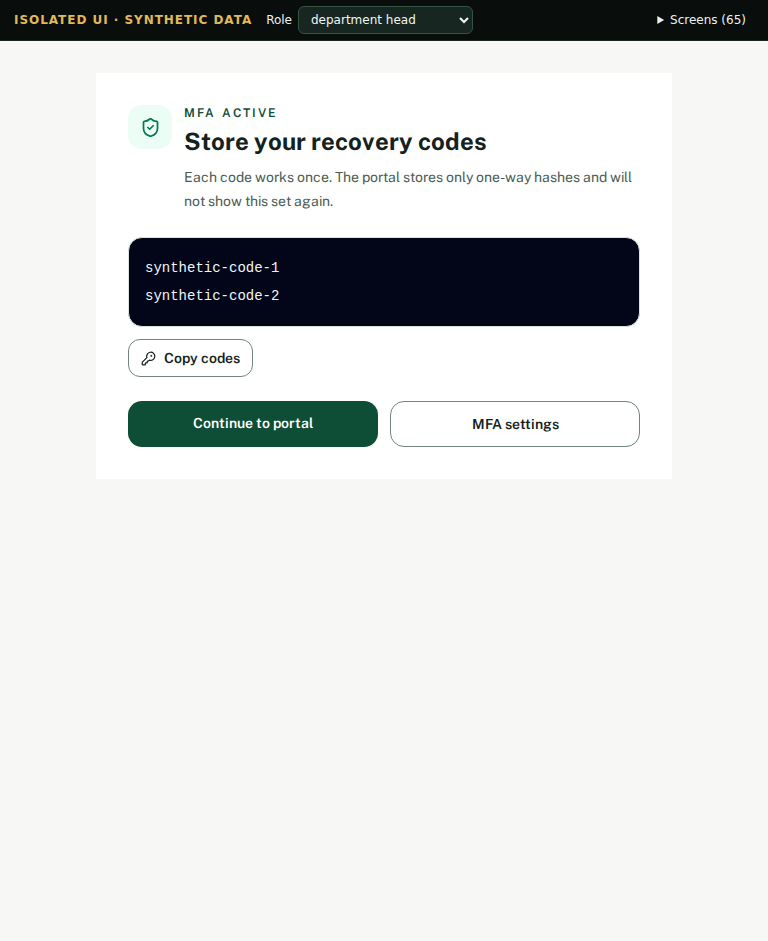 ISOLATED UI · SYNTHETIC DATA Role department head Screens (65)
MFA ACTIVE
Store your recovery codes
Each code works once. The portal stores only one-way hashes and will
not show this set again.
synthetic-code-1
synthetic-code-2
Copy codes
Continue to portal MFA settings